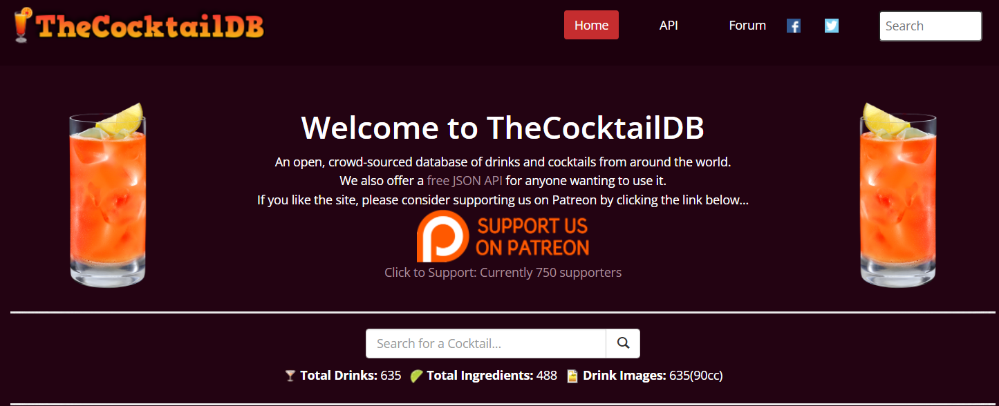 TheCocktailDB
Home
API
Forum
Search
Welcome to TheCocktailDB
An open, crowd-sourced database of drinks and cocktails from around the world.
We also offer a free JSON API for anyone wanting to use it.
If you like the site, please consider supporting us on Patreon by clicking the link below...
SUPPORT US
ON PATREON
Click to Support: Currently 750 supporters
Search for a Cocktail...
Total Drinks: 635 Total Ingredients: 488 Drink Images: 635(90cc)